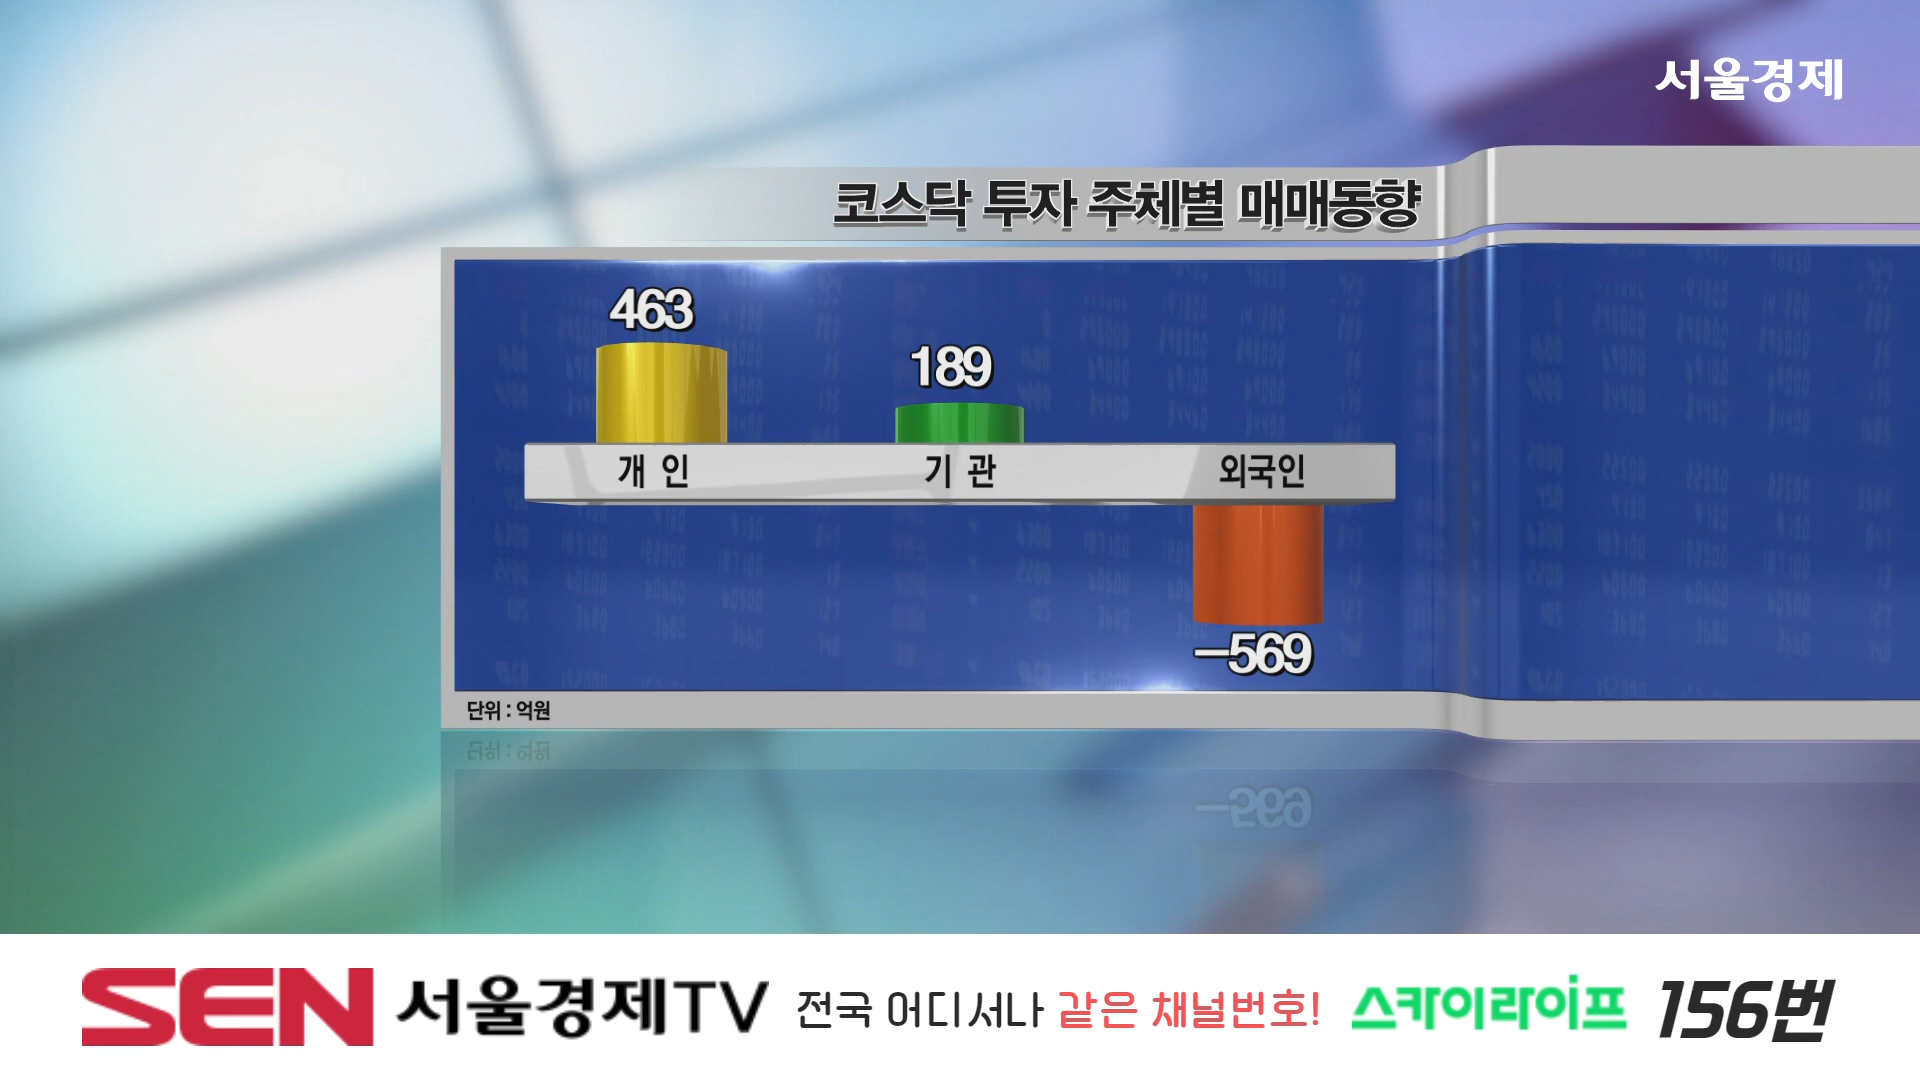 서울경제
코스닥 투자 주체별 매매동향
463
189
개 인
기 관
외국인
-569
단위 : 억원
SEN 서울경제TV 전국 어디서나 같은 채널번호! 스카이라이프 156번